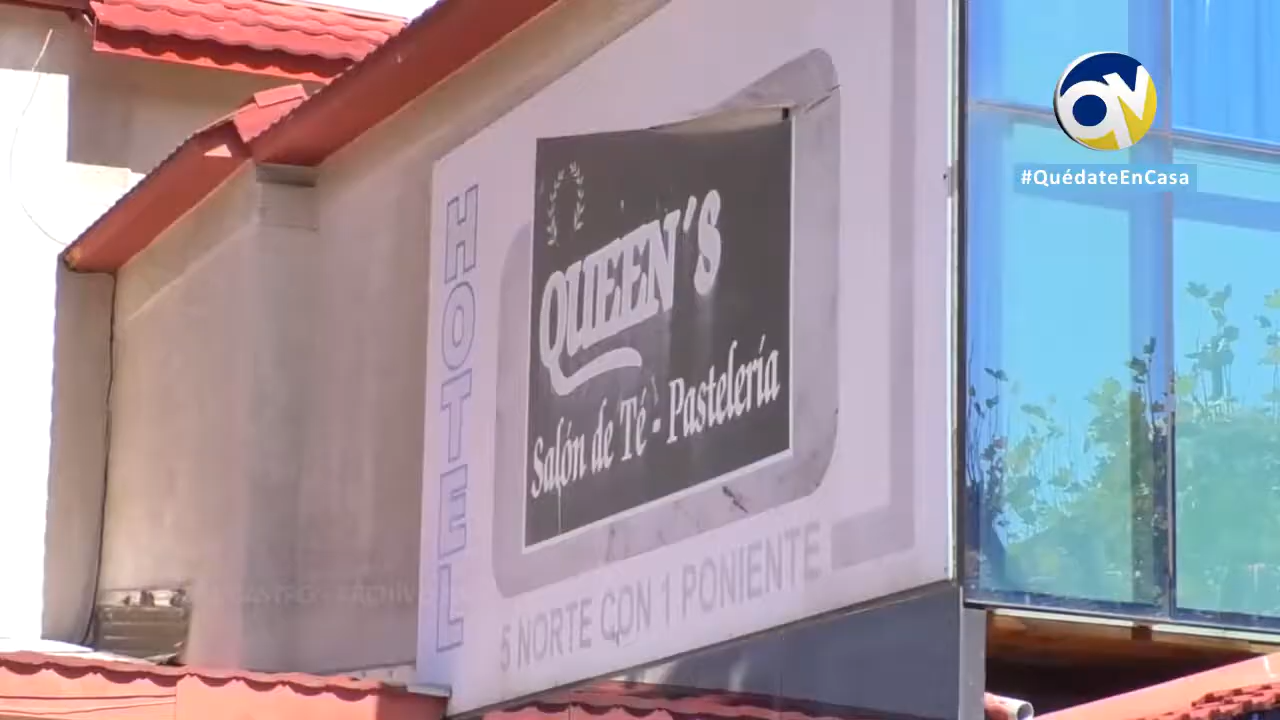 #QuédateEnCasa
HOTEL
QUEEN´S
Salón de Té - Pastelería
5 NORTE CON 1 PONIENTE